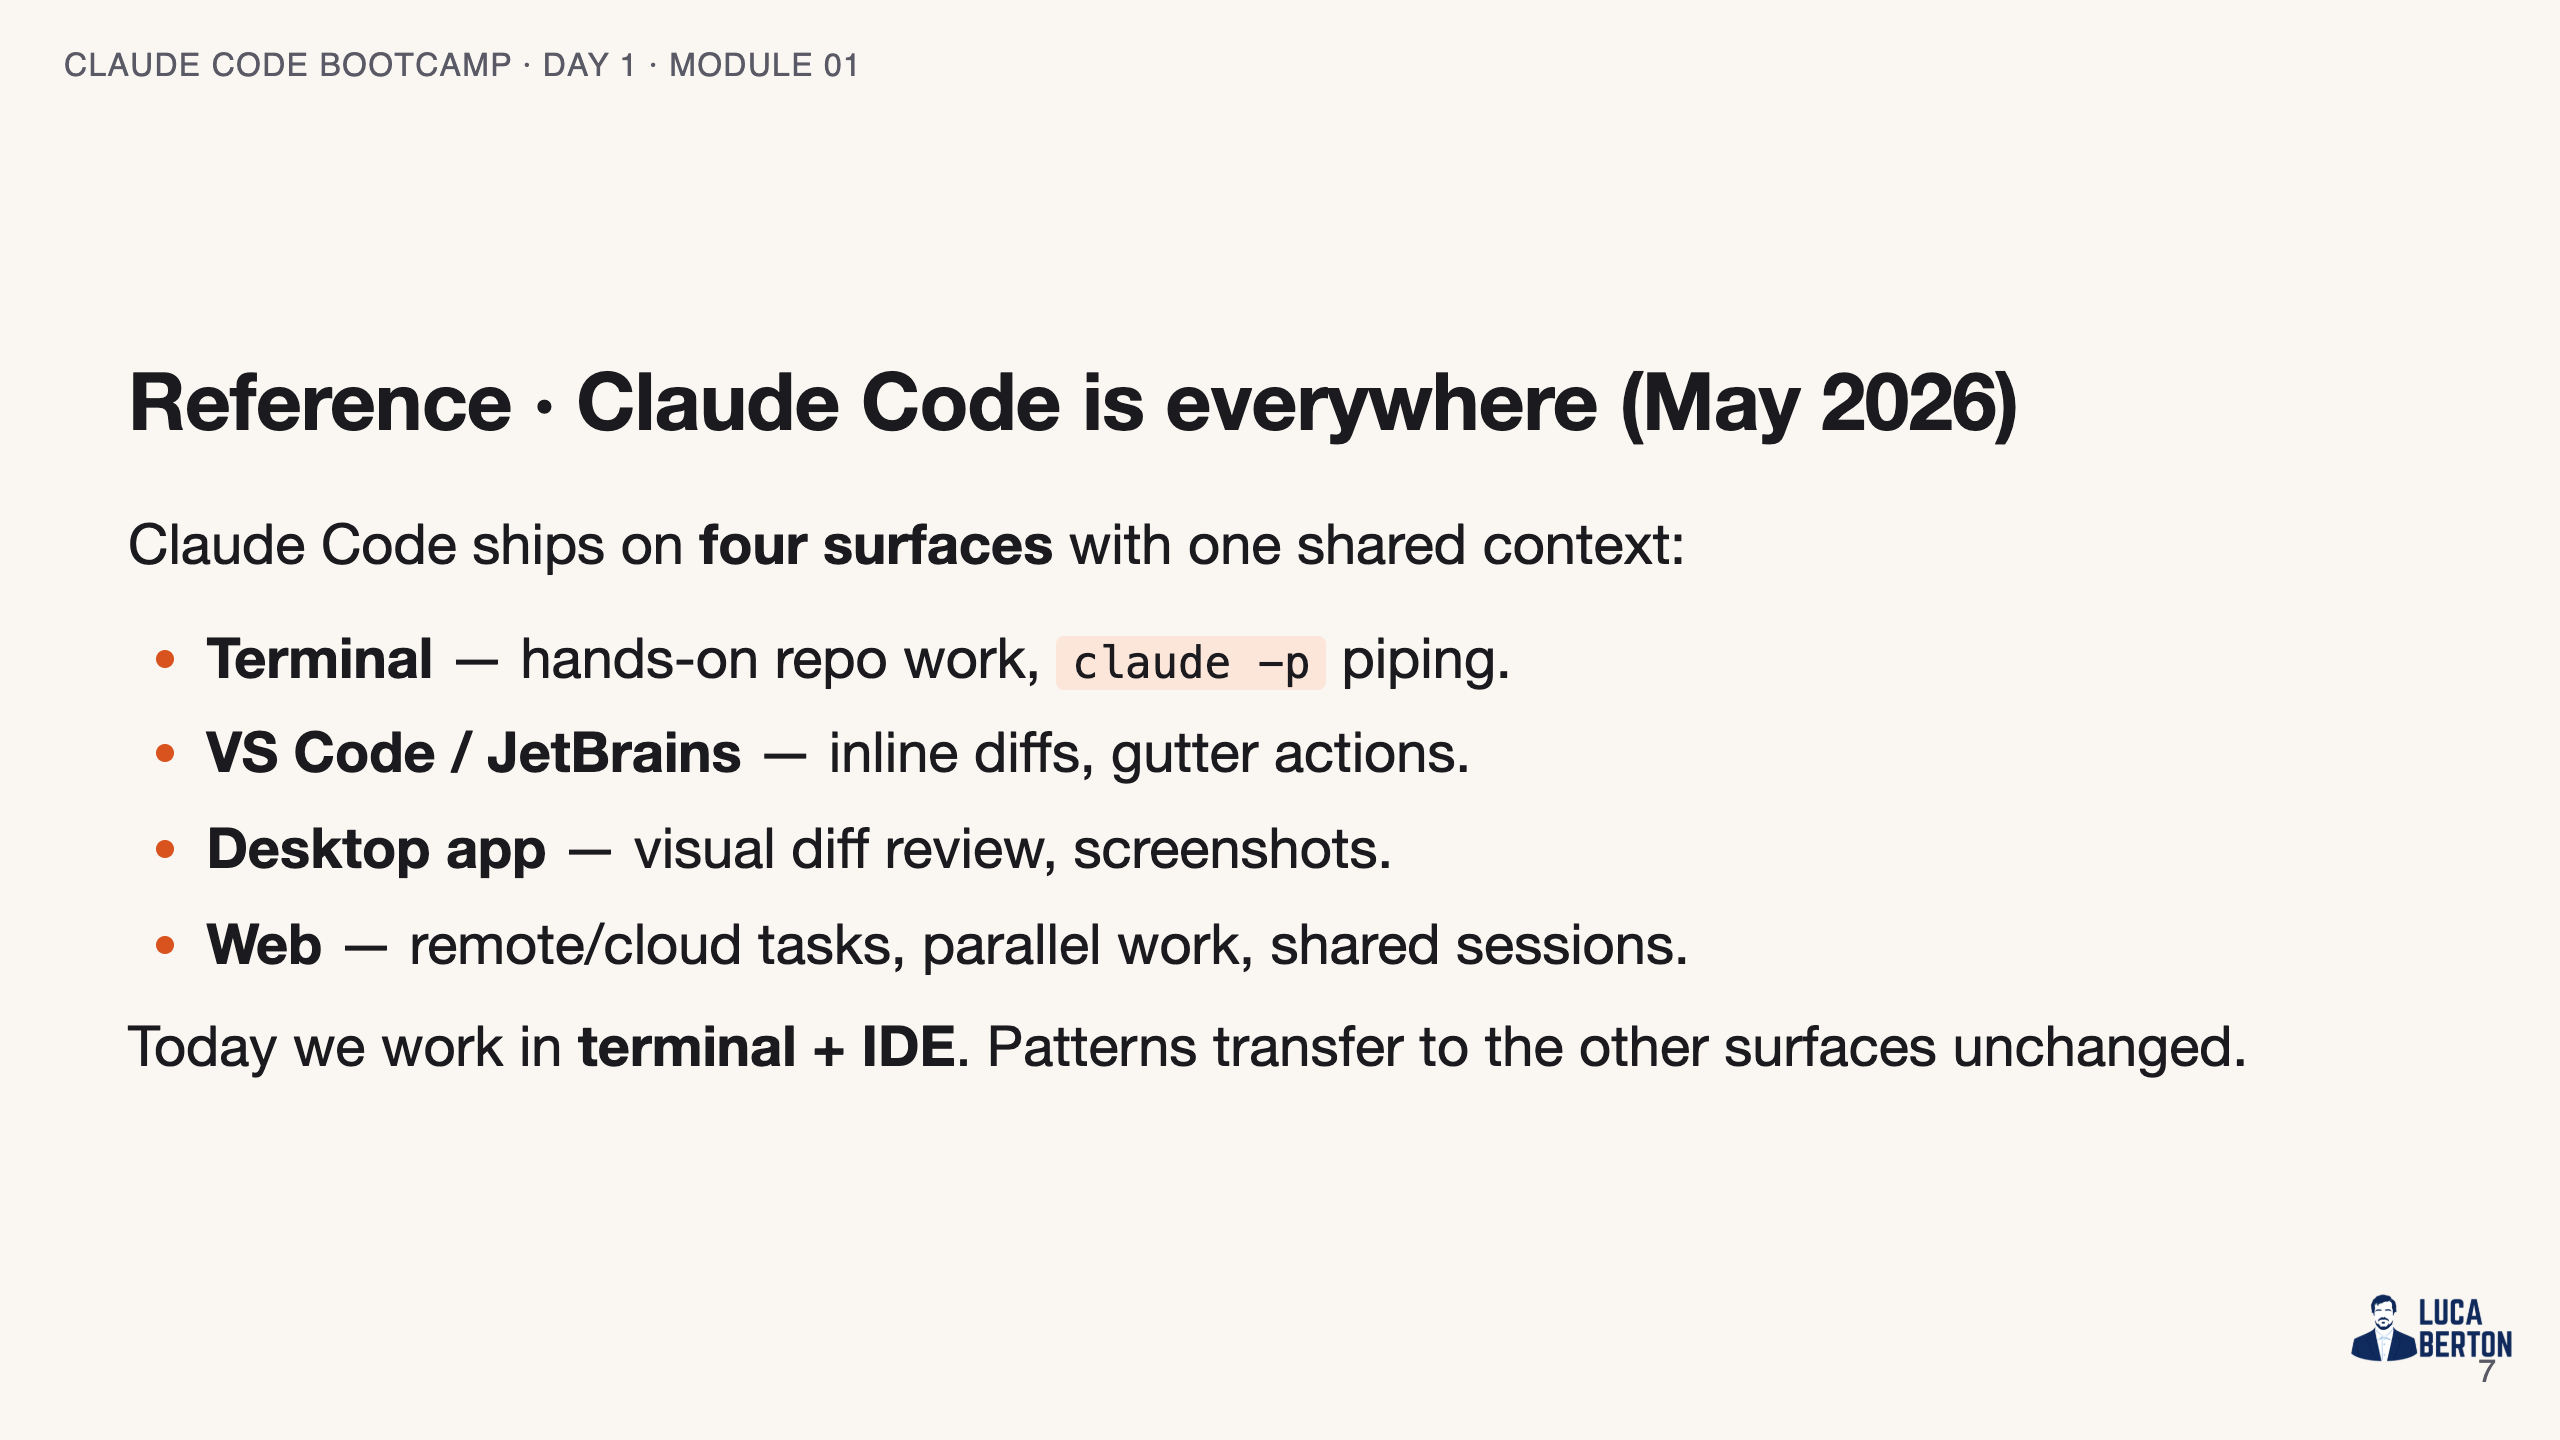 CLAUDE CODE BOOTCAMP · DAY 1 · MODULE 01
Reference · Claude Code is everywhere (May 2026)
Claude Code ships on four surfaces with one shared context:
• Terminal — hands-on repo work, claude -p piping.
• VS Code / JetBrains — inline diffs, gutter actions.
• Desktop app — visual diff review, screenshots.
• Web — remote/cloud tasks, parallel work, shared sessions.
Today we work in terminal + IDE. Patterns transfer to the other surfaces unchanged.
LUCA
BERTON
7